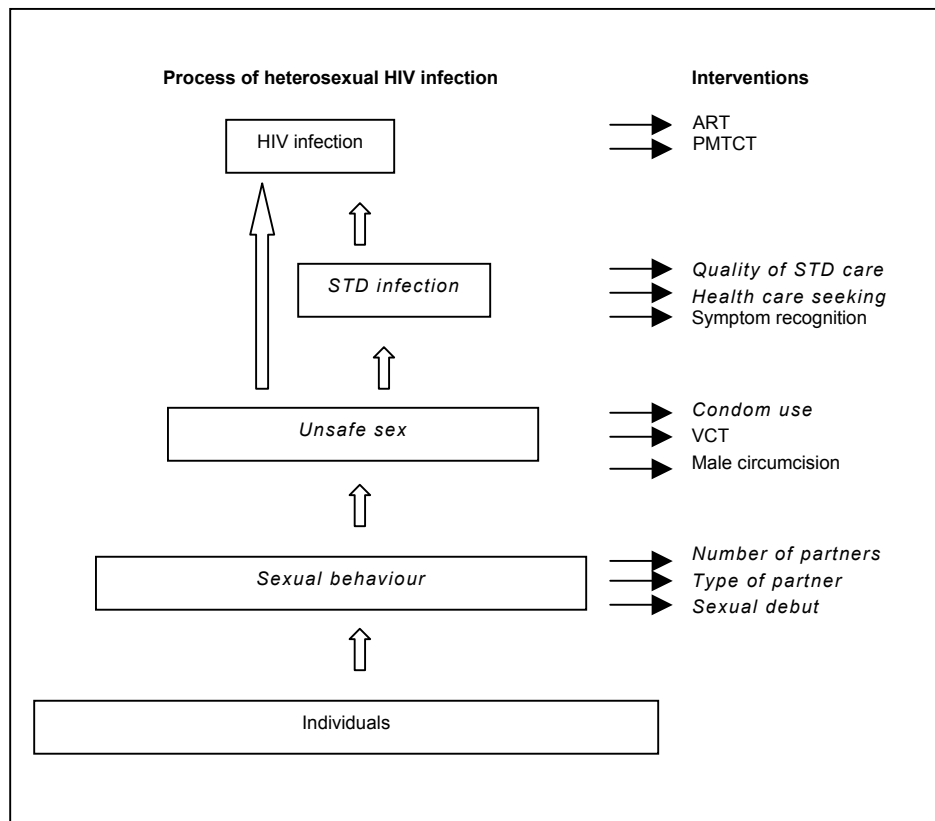 Process of heterosexual HIV infection
Interventions
HIV infection
ART
PMTCT
STD infection
Quality of STD care
Health care seeking
Symptom recognition
Unsafe sex
Condom use
VCT
Male circumcision
Sexual behaviour
Number of partners
Type of partner
Sexual debut
Individuals